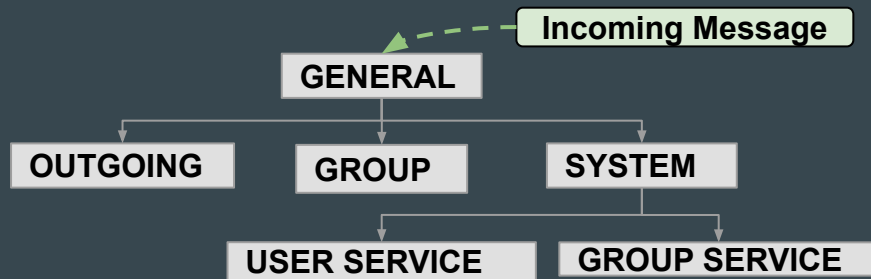 Incoming Message
GENERAL
OUTGOING
GROUP
SYSTEM
USER SERVICE
GROUP SERVICE